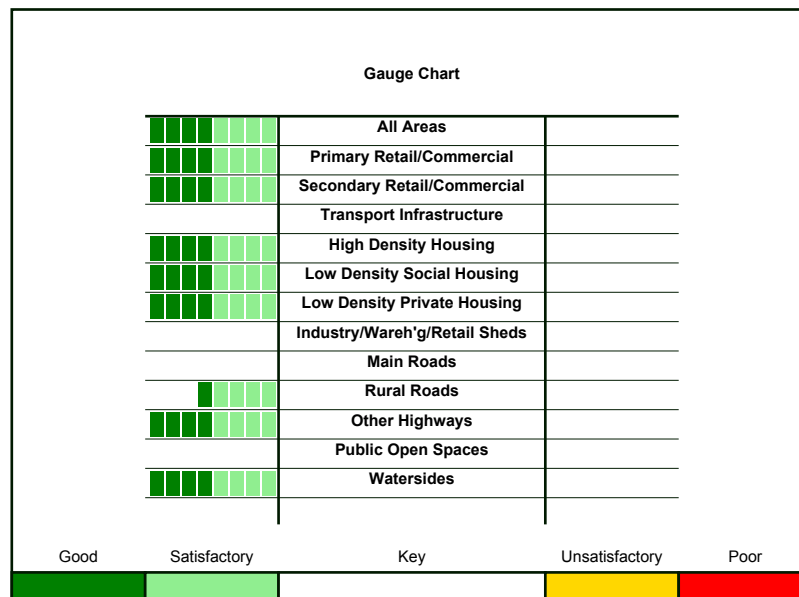 Gauge Chart
All Areas
Primary Retail/Commercial
Secondary Retail/Commercial
Transport Infrastructure
High Density Housing
Low Density Social Housing
Low Density Private Housing
Industry/Wareh'g/Retail Sheds
Main Roads
Rural Roads
Other Highways
Public Open Spaces
Watersides
Good Satisfactory Key Unsatisfactory Poor